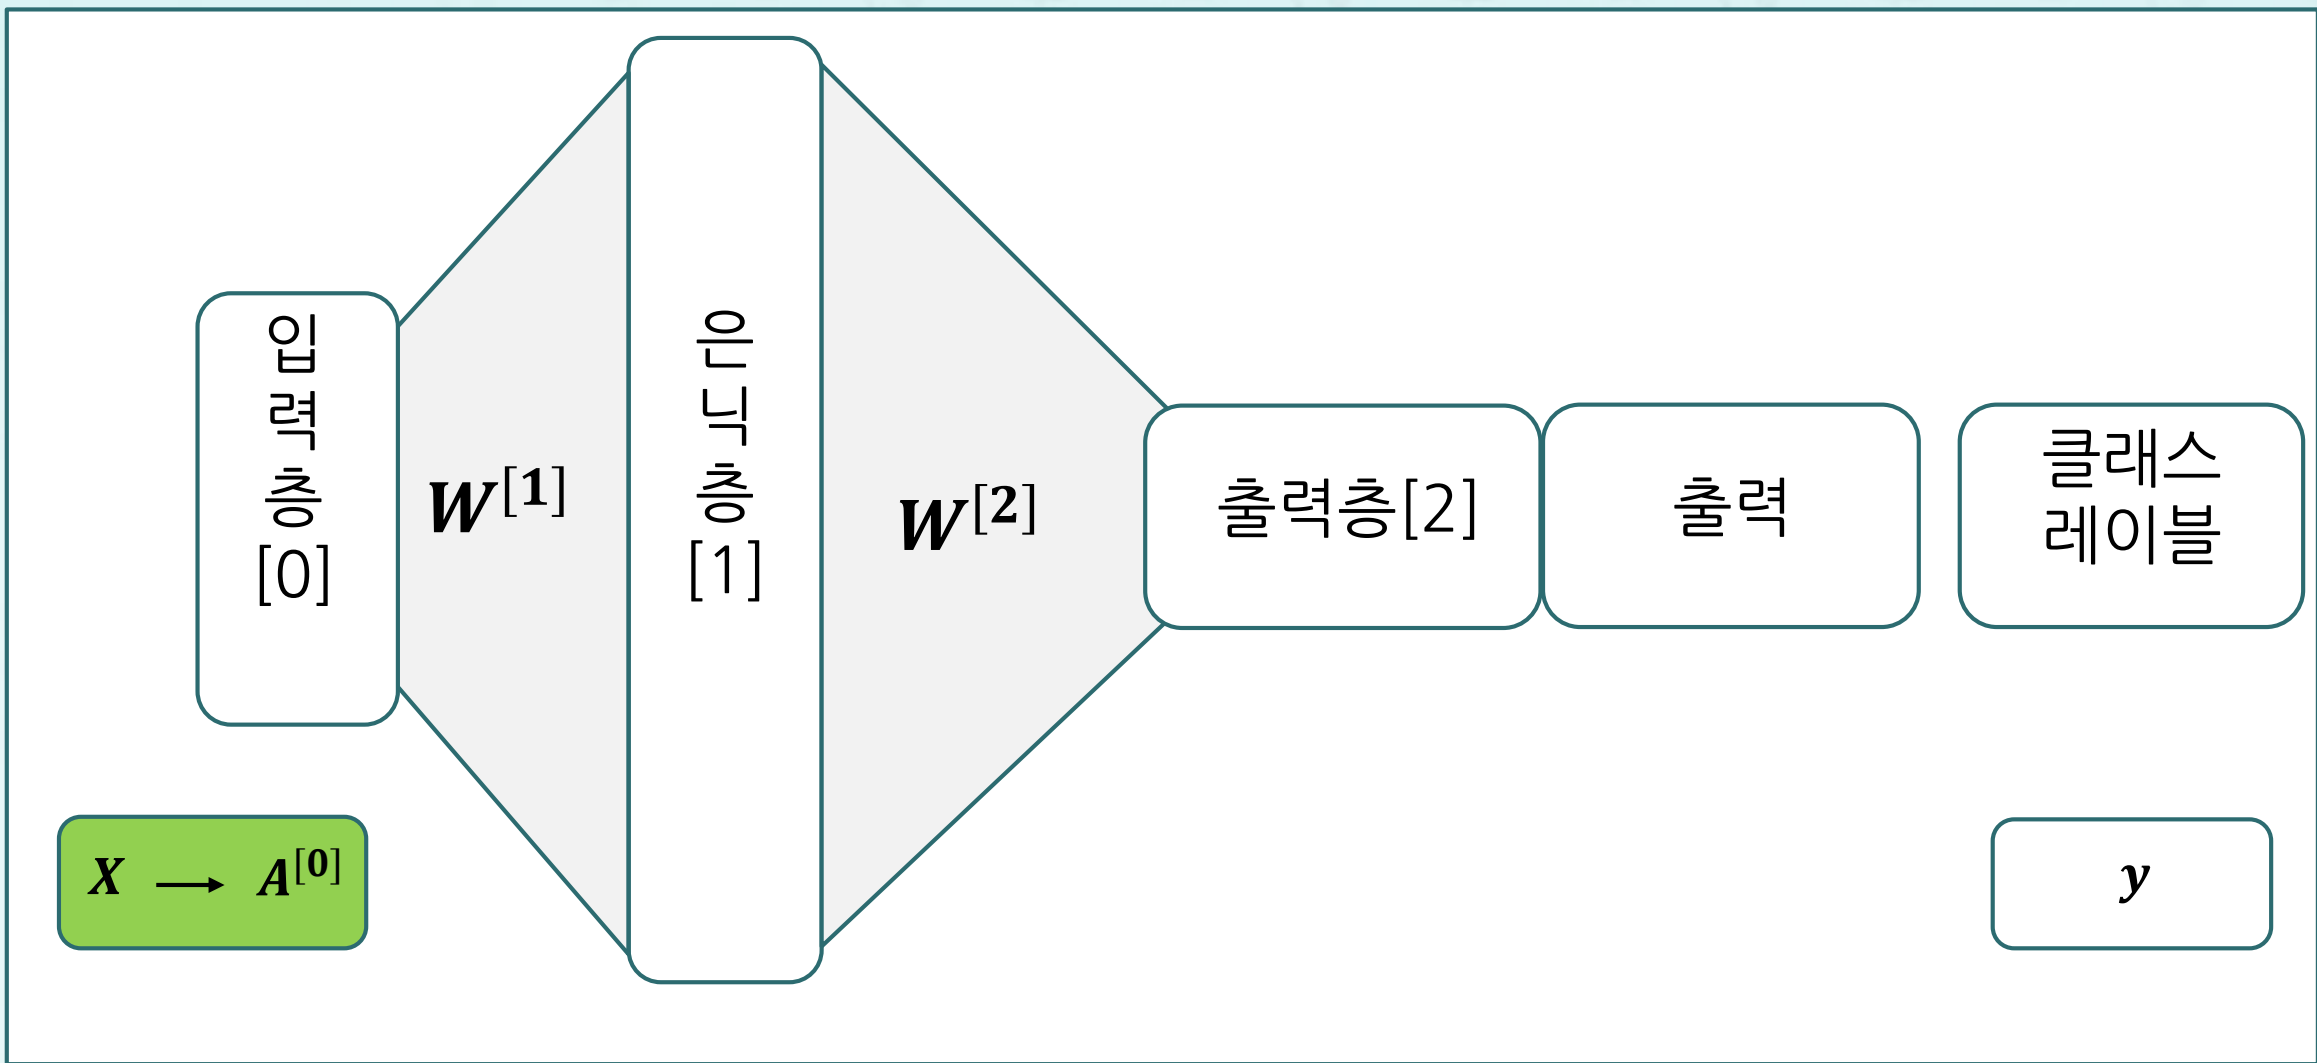 입
력
층
[0]
W^[1]
은
닉
층
[1]
W^[2]
출력층[2]
출력
클래스
레이블
X → A^[0]
y